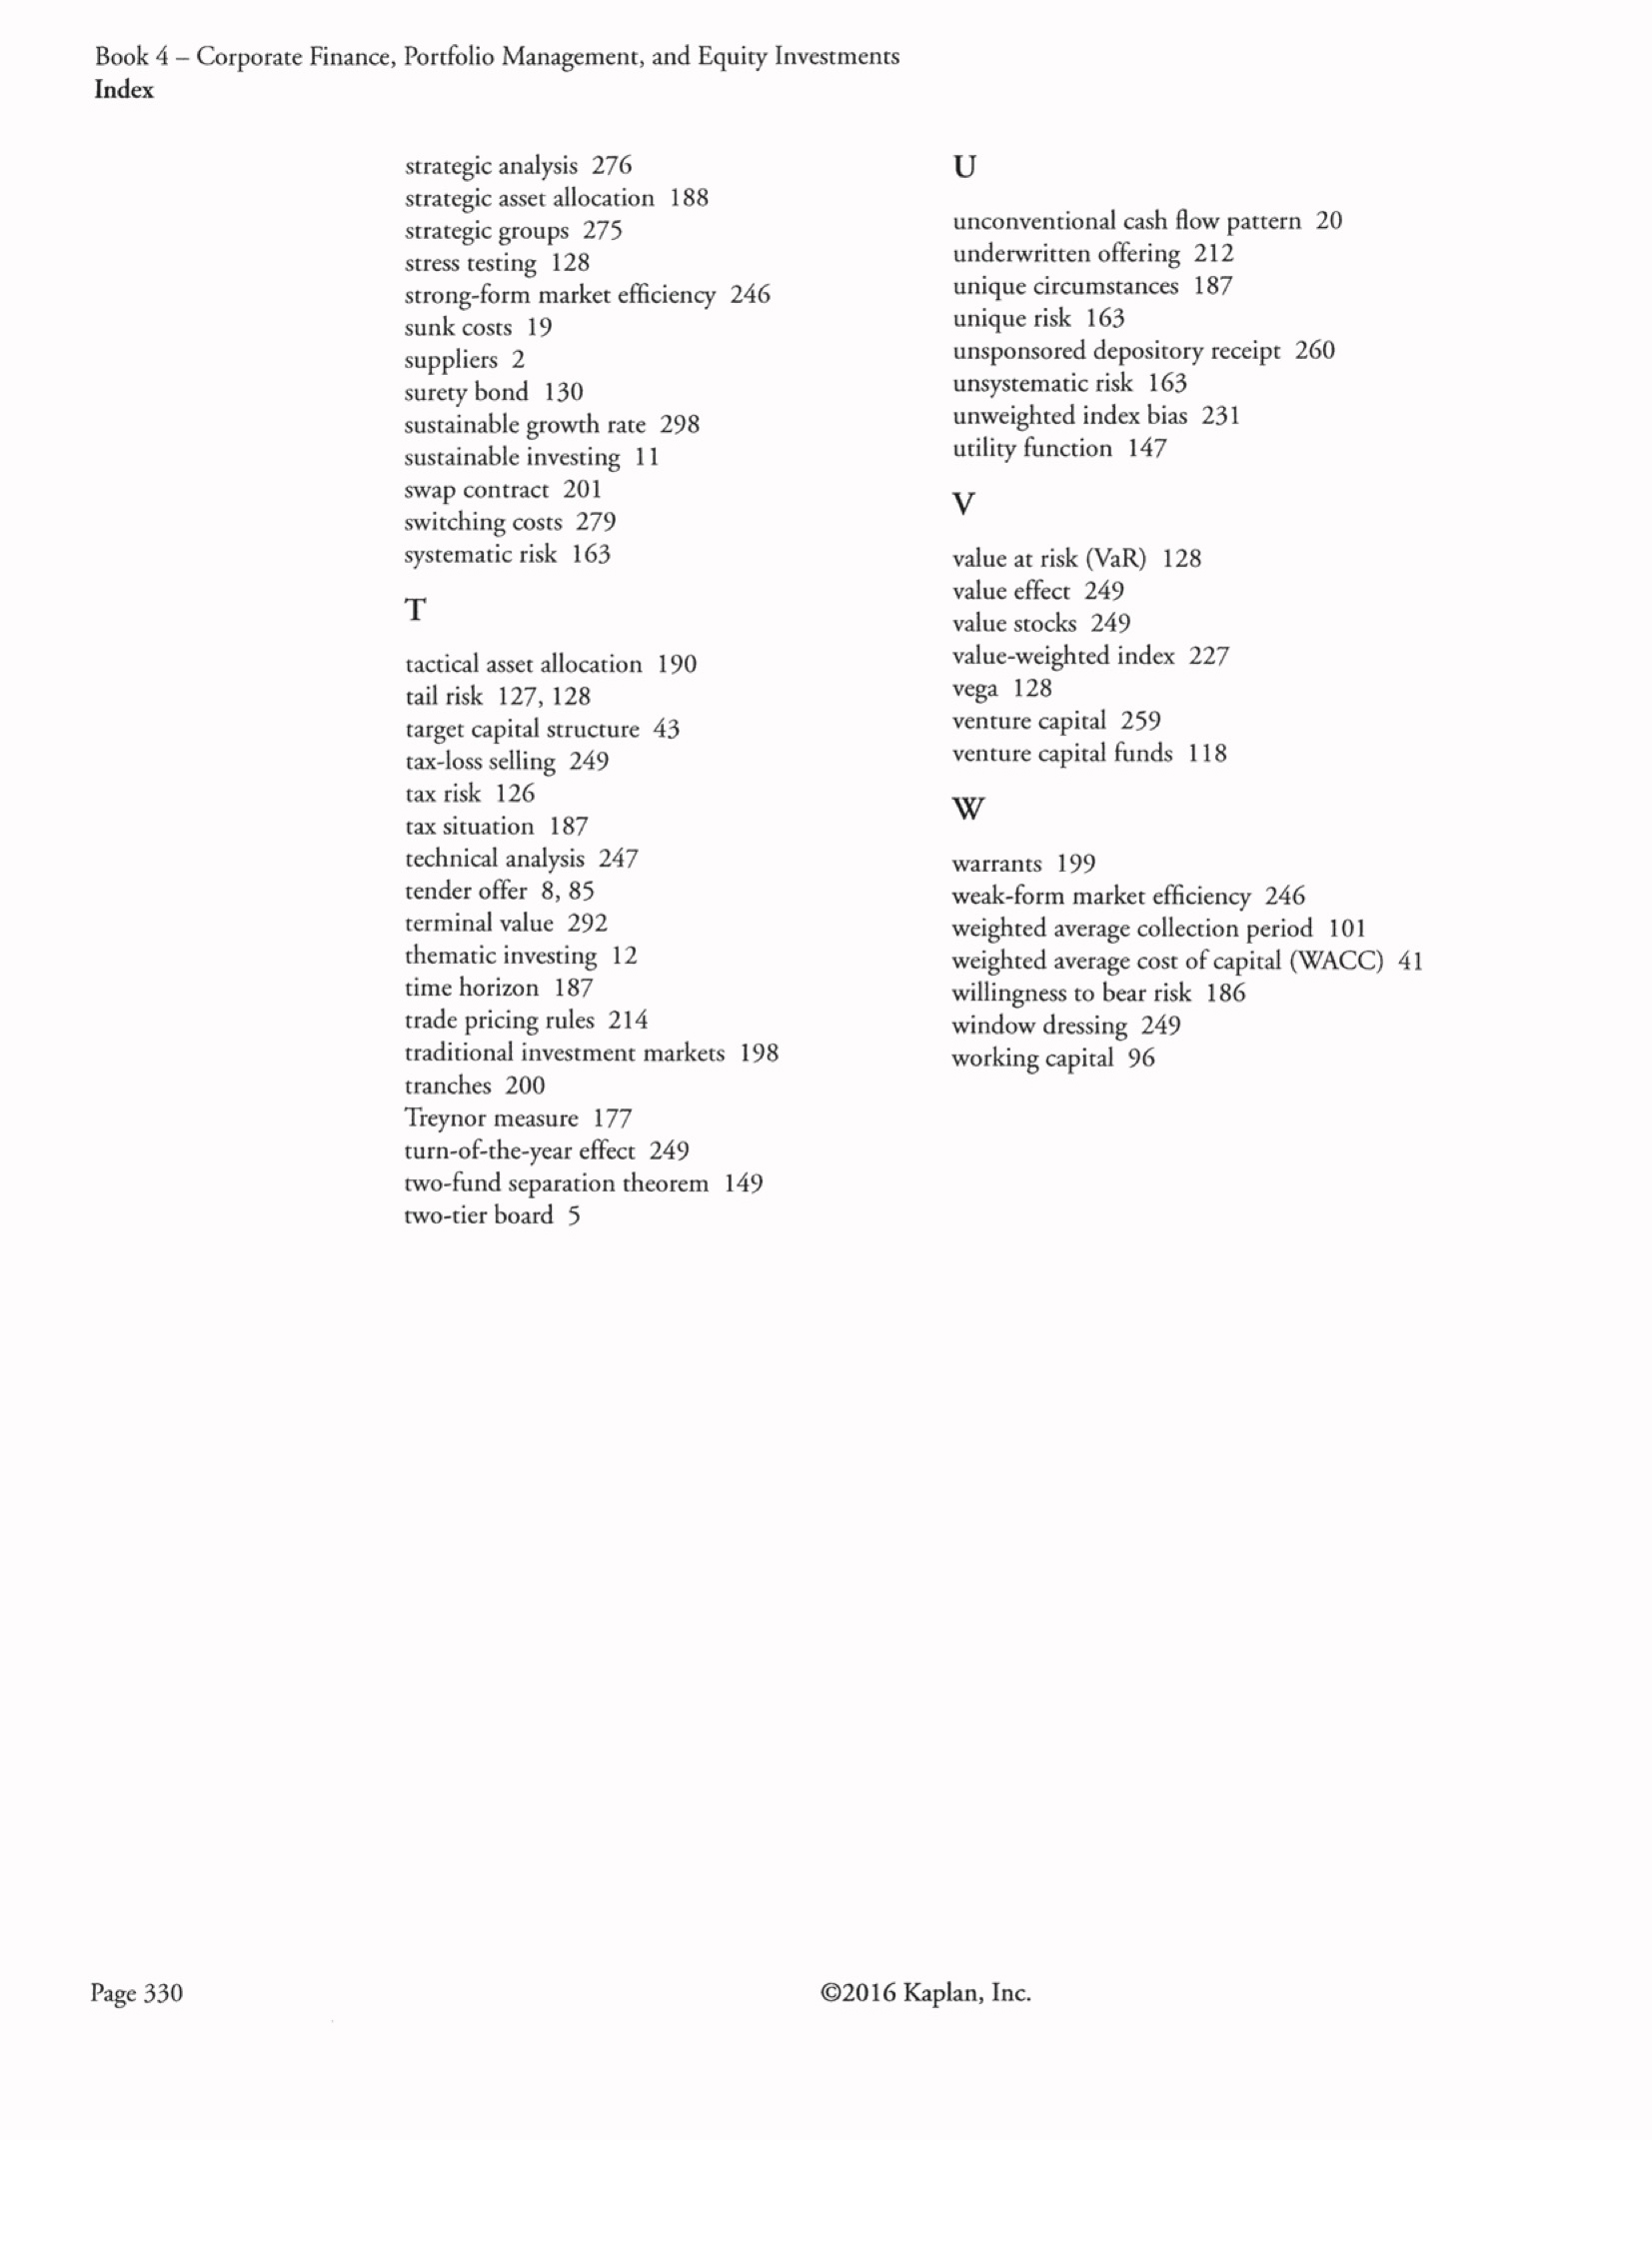 Book 4 – Corporate Finance, Portfolio Management, and Equity Investments
Index
strategic analysis 276
strategic asset allocation 188
strategic groups 275
stress testing 128
strong-form market efficiency 246
sunk costs 19
suppliers 2
surety bond 130
sustainable growth rate 298
sustainable investing 11
swap contract 201
switching costs 279
systematic risk 163
T
tactical asset allocation 190
tail risk 127, 128
target capital structure 43
tax-loss selling 249
tax risk 126
tax situation 187
technical analysis 247
tender offer 8, 85
terminal value 292
thematic investing 12
time horizon 187
trade pricing rules 214
traditional investment markets 198
tranches 200
Treynor measure 177
turn-of-the-year effect 249
two-fund separation theorem 149
two-tier board 5
U
unconventional cash flow pattern 20
underwritten offering 212
unique circumstances 187
unique risk 163
unsponsored depository receipt 260
unsystematic risk 163
unweighted index bias 231
utility function 147
V
value at risk (VaR) 128
value effect 249
value stocks 249
value-weighted index 227
vega 128
venture capital 259
venture capital funds 118
W
warrants 199
weak-form market efficiency 246
weighted average collection period 101
weighted average cost of capital (WACC) 41
willingness to bear risk 186
window dressing 249
working capital 96
Page 330
©2016 Kaplan, Inc.